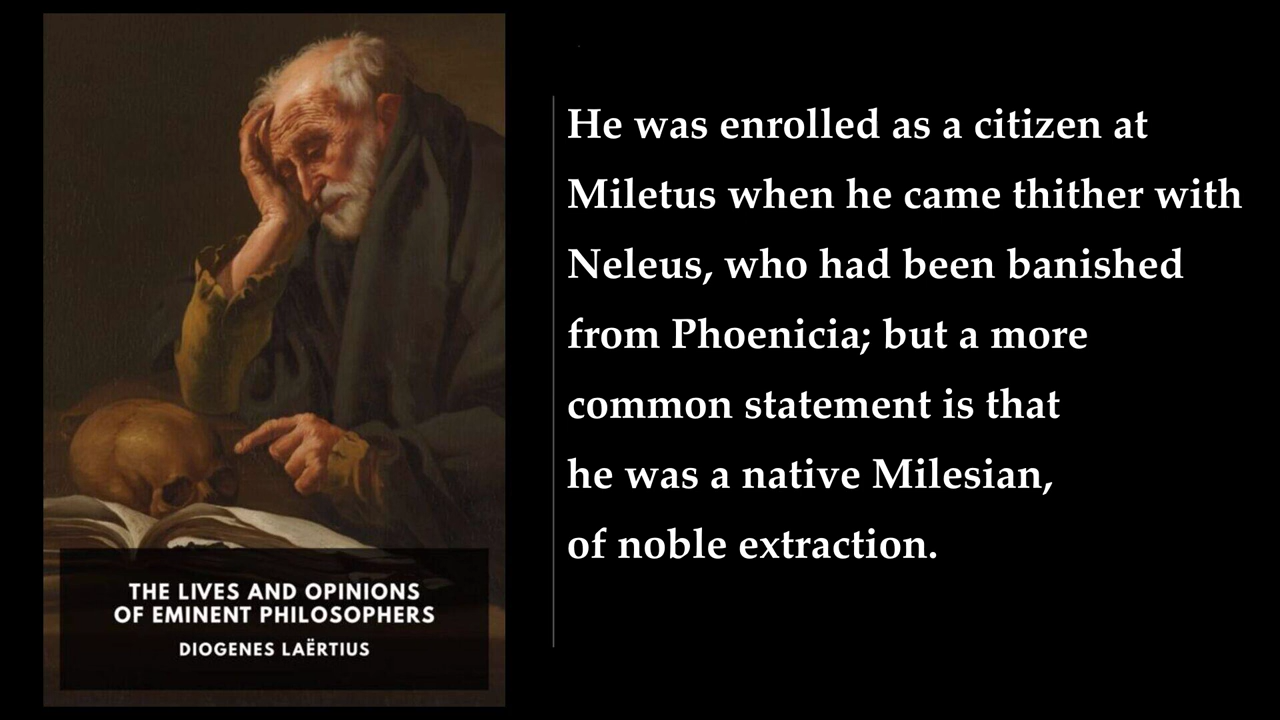 He was enrolled as a citizen at
Miletus when he came thither with
Neleus, who had been banished
from Phoenicia; but a more
common statement is that
he was a native Milesian,
of noble extraction.
THE LIVES AND OPINIONS
OF EMINENT PHILOSOPHERS
DIOGENES LAËRTIUS